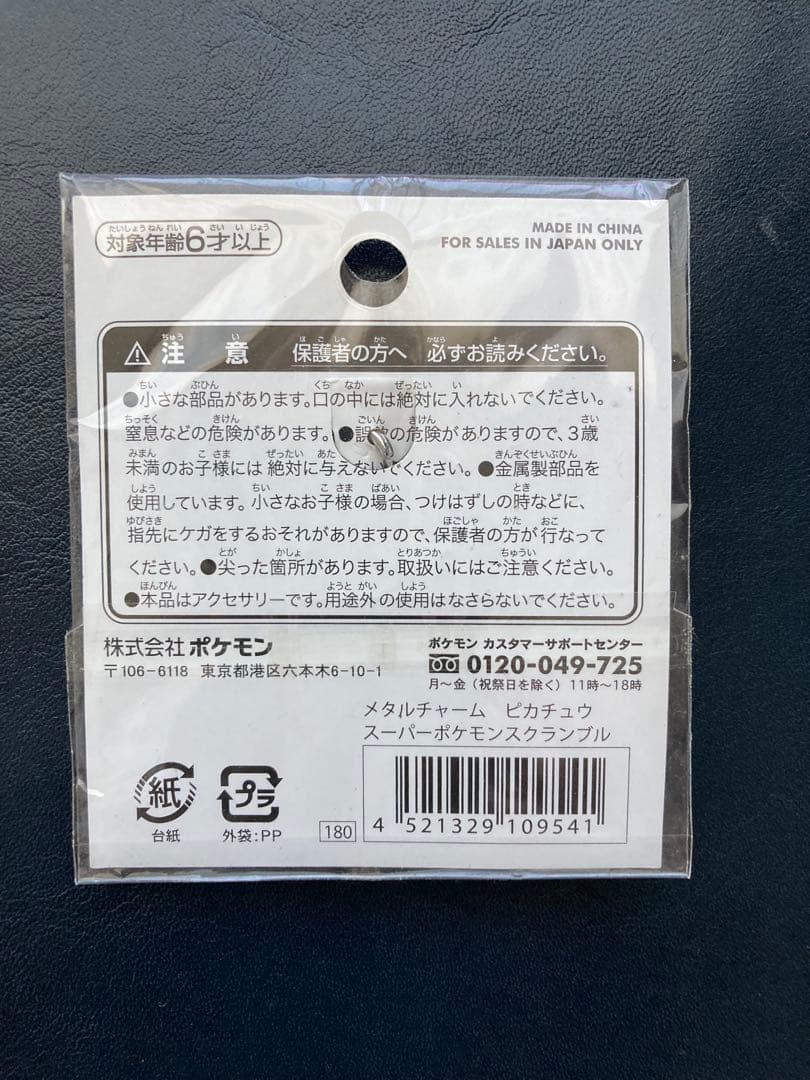 対象年齢6才以上
MADE IN CHINA
FOR SALES IN JAPAN ONLY
注意 保護者の方へ 必ずお読みください。
●小さな部品があります。口の中には絶対に入れないでください。
窒息などの危険があります。●誤飲の危険がありますので、3歳
未満のお子様には絶対に与えないでください。●金属製部品を
使用しています。小さなお子様の場合、つけはずしの時などに、
指先にケガをするおそれがありますので、保護者の方が行なって
ください。●尖った箇所があります。取扱いにはご注意ください。
●本品はアクセサリーです。用途外の使用はなさらないでください。
株式会社ポケモン
〒106-6118 東京都港区六本木6-10-1
ポケモン カスタマーサポートセンター
0120-049-725
月〜金（祝祭日を除く）11時〜18時
メタルチャーム ピカチュウ
スーパーポケモンスクランブル
紙
台紙
プラ
外袋:PP
180
4 521329 109541